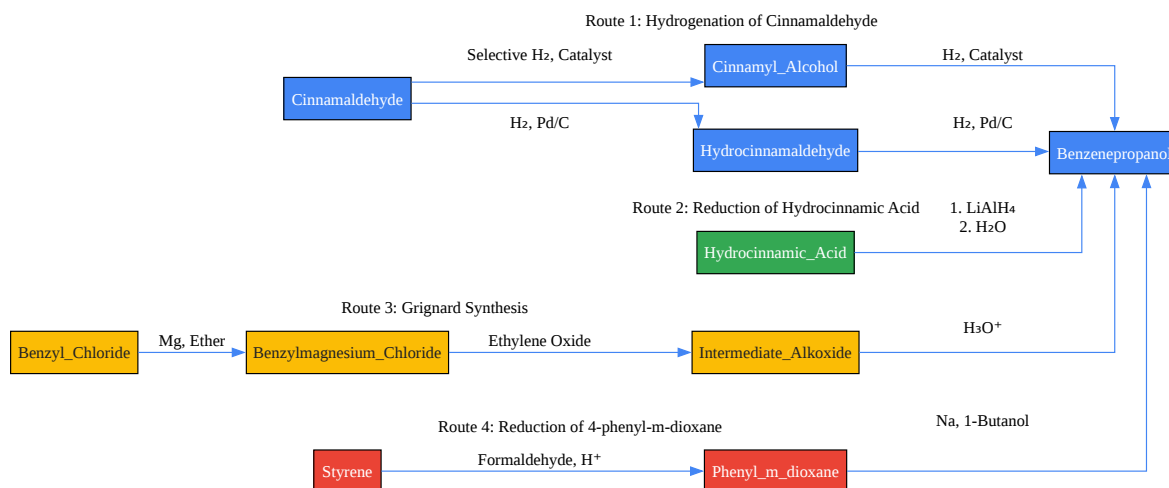 Route 1: Hydrogenation of Cinnamaldehyde
Selective H₂, Catalyst
H₂, Catalyst
Cinnamyl_Alcohol
Cinnamaldehyde
H₂, Pd/C
H₂, Pd/C
Hydrocinnamaldehyde
Benzenepropanol
Route 2: Reduction of Hydrocinnamic Acid
1. LiAlH₄
2. H₂O
Hydrocinnamic_Acid
Route 3: Grignard Synthesis
Mg, Ether
Ethylene Oxide
H₃O⁺
Benzyl_Chloride
Benzylmagnesium_Chloride
Intermediate_Alkoxide
Route 4: Reduction of 4-phenyl-m-dioxane
Na, 1-Butanol
Formaldehyde, H⁺
Styrene
Phenyl_m_dioxane